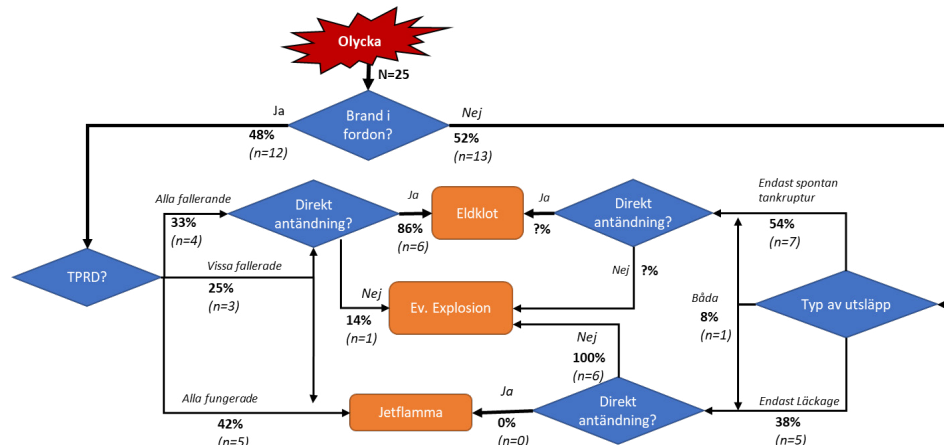 Olycka
N=25
Ja
Brand i
fordon?
Nej
48%
(n=12)
52%
(n=13)
Alla fallerande
33%
(n=4)
Direkt
antändning?
Ja
86%
(n=6)
Eldklot
Ja
?%
Direkt
antändning?
Endast spontan
tankruptur
54%
(n=7)
TPRD?
Vissa fallerade
25%
(n=3)
Nej
14%
(n=1)
Ev. Explosion
Nej
?%
Båda
8%
(n=1)
Typ av utsläpp
Nej
100%
(n=6)
Alla fungerade
42%
(n=5)
Jetflamma
Ja
0%
(n=0)
Direkt
antändning?
Endast Läckage
38%
(n=5)